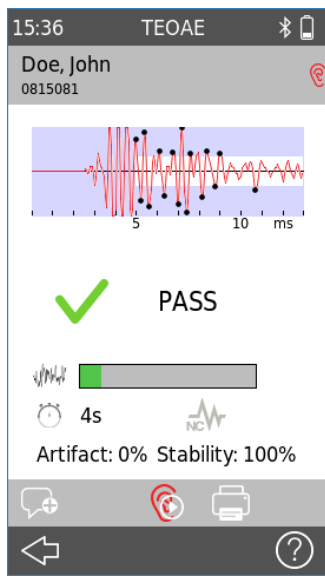 15:36 TEOAE
Doe, John
0815081
5 10 ms
PASS
4s NC
Artifact: 0% Stability: 100%
?